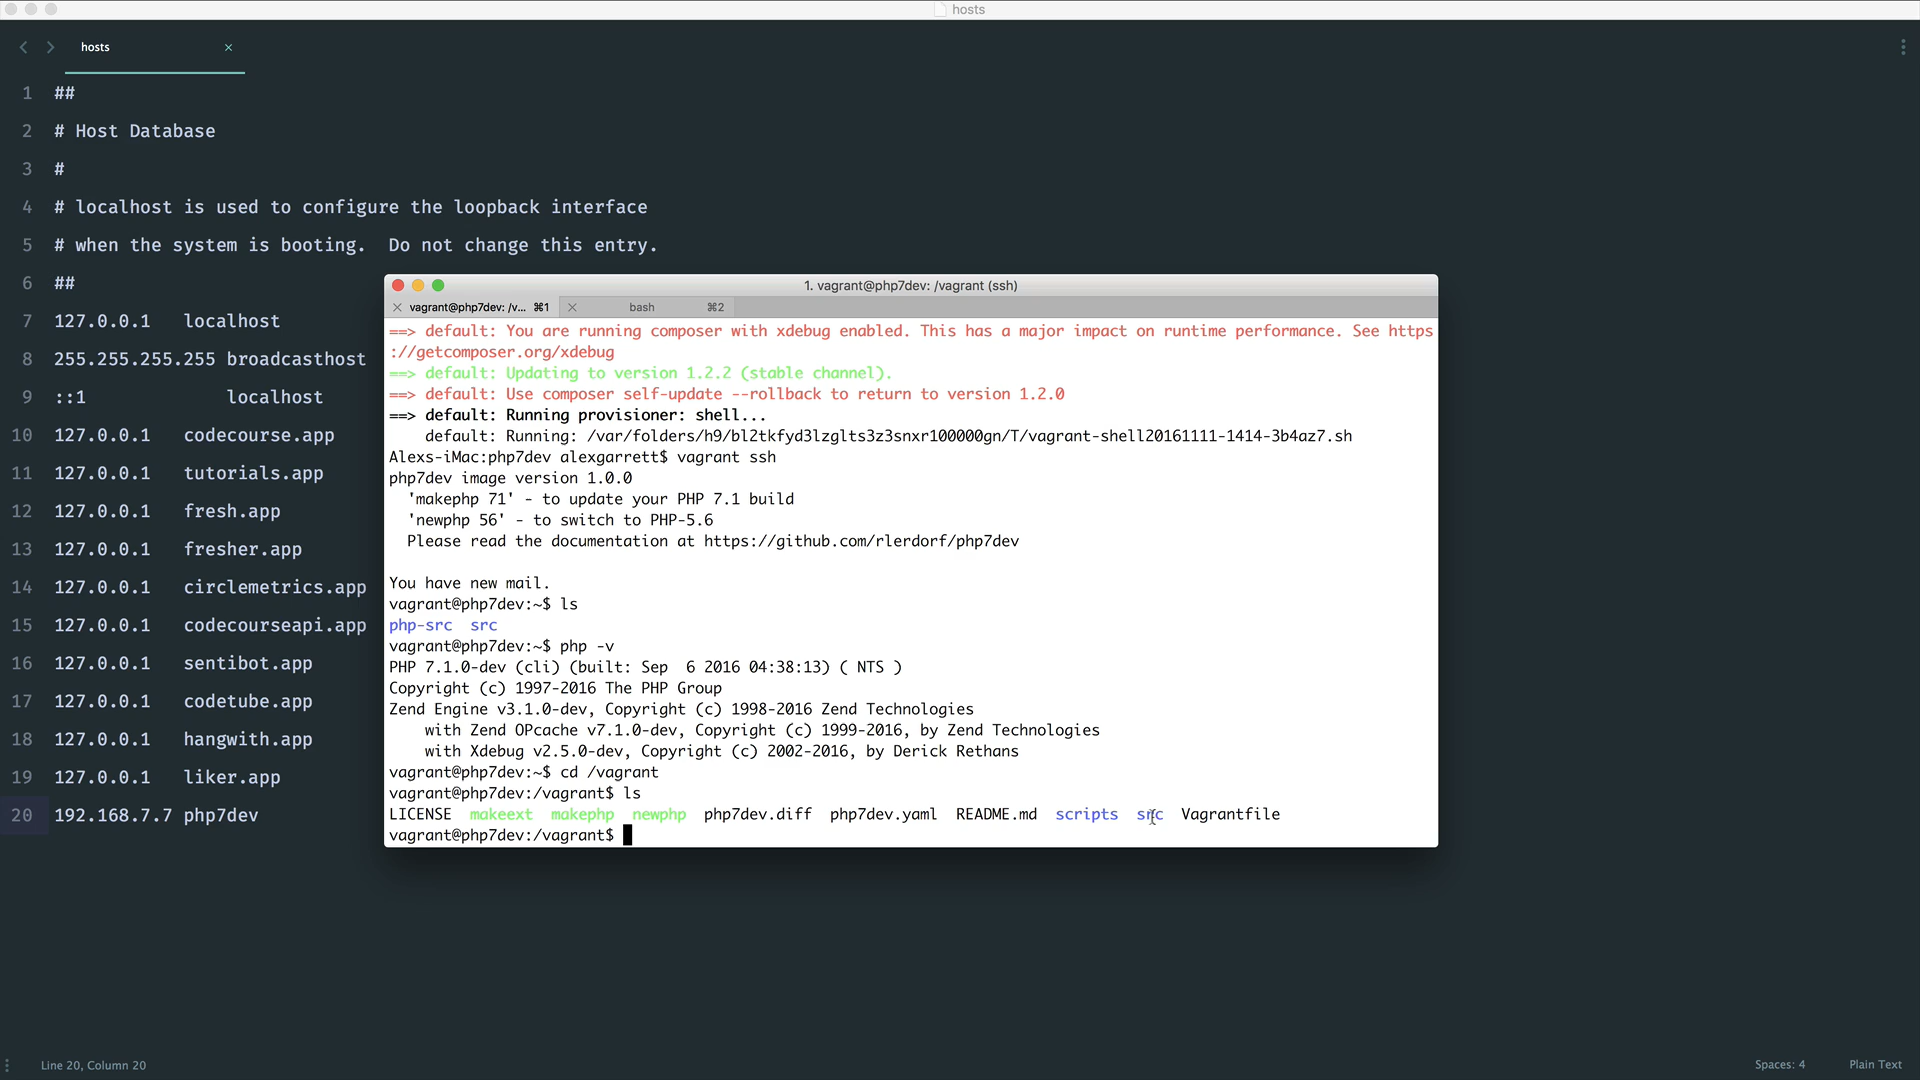 hosts
hosts
1 ##
2 # Host Database
3 #
4 # localhost is used to configure the loopback interface
5 # when the system is booting.  Do not change this entry.
6 ##
7 127.0.0.1   localhost
8 255.255.255.255 broadcasthost
9 ::1             localhost
10 127.0.0.1   codecourse.app
11 127.0.0.1   tutorials.app
12 127.0.0.1   fresh.app
13 127.0.0.1   fresher.app
14 127.0.0.1   circlemetrics.app
15 127.0.0.1   codecourseapi.app
16 127.0.0.1   sentibot.app
17 127.0.0.1   codetube.app
18 127.0.0.1   hangwith.app
19 127.0.0.1   liker.app
20 192.168.7.7 php7dev
1. vagrant@php7dev: /vagrant (ssh)
vagrant@php7dev: /v... ⌘1 bash ⌘2
==> default: You are running composer with xdebug enabled. This has a major impact on runtime performance. See https
://getcomposer.org/xdebug
==> default: Updating to version 1.2.2 (stable channel).
==> default: Use composer self-update --rollback to return to version 1.2.0
==> default: Running provisioner: shell...
    default: Running: /var/folders/h9/bl2tkfyd3lzglts3z3snxr100000gn/T/vagrant-shell20161111-1414-3b4az7.sh
Alexs-iMac:php7dev alexgarrett$ vagrant ssh
php7dev image version 1.0.0
  'makephp 71' - to update your PHP 7.1 build
  'newphp 56' - to switch to PHP-5.6
  Please read the documentation at https://github.com/rlerdorf/php7dev
You have new mail.
vagrant@php7dev:~$ ls
php-src  src
vagrant@php7dev:~$ php -v
PHP 7.1.0-dev (cli) (built: Sep  6 2016 04:38:13) ( NTS )
Copyright (c) 1997-2016 The PHP Group
Zend Engine v3.1.0-dev, Copyright (c) 1998-2016 Zend Technologies
    with Zend OPcache v7.1.0-dev, Copyright (c) 1999-2016, by Zend Technologies
    with Xdebug v2.5.0-dev, Copyright (c) 2002-2016, by Derick Rethans
vagrant@php7dev:~$ cd /vagrant
vagrant@php7dev:/vagrant$ ls
LICENSE  makeext  makephp  newphp  php7dev.diff  php7dev.yaml  README.md  scripts  src  Vagrantfile
vagrant@php7dev:/vagrant$
Line 20, Column 20
Spaces: 4
Plain Text